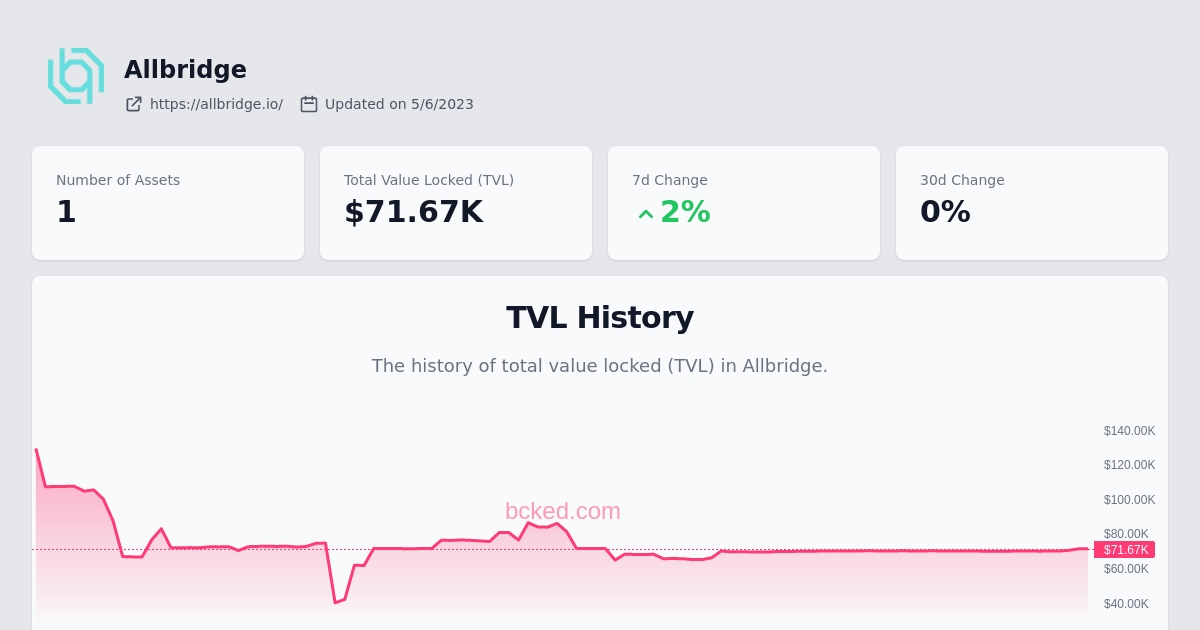 Allbridge
https://allbridge.io/ Updated on 5/6/2023
Number of Assets
1
Total Value Locked (TVL)
$71.67K
7d Change
2%
30d Change
0%
TVL History
The history of total value locked (TVL) in Allbridge.
bcked.com
$140.00K
$120.00K
$100.00K
$80.00K
$71.67K
$60.00K
$40.00K